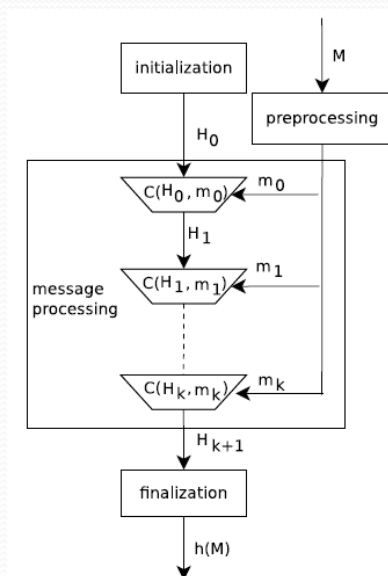 initialization
M
preprocessing
H₀
C(H₀, m₀)
m₀
H₁
C(H₁, m₁)
m₁
message
processing
C(Hₖ, mₖ)
mₖ
Hₖ₊₁
finalization
h(M)